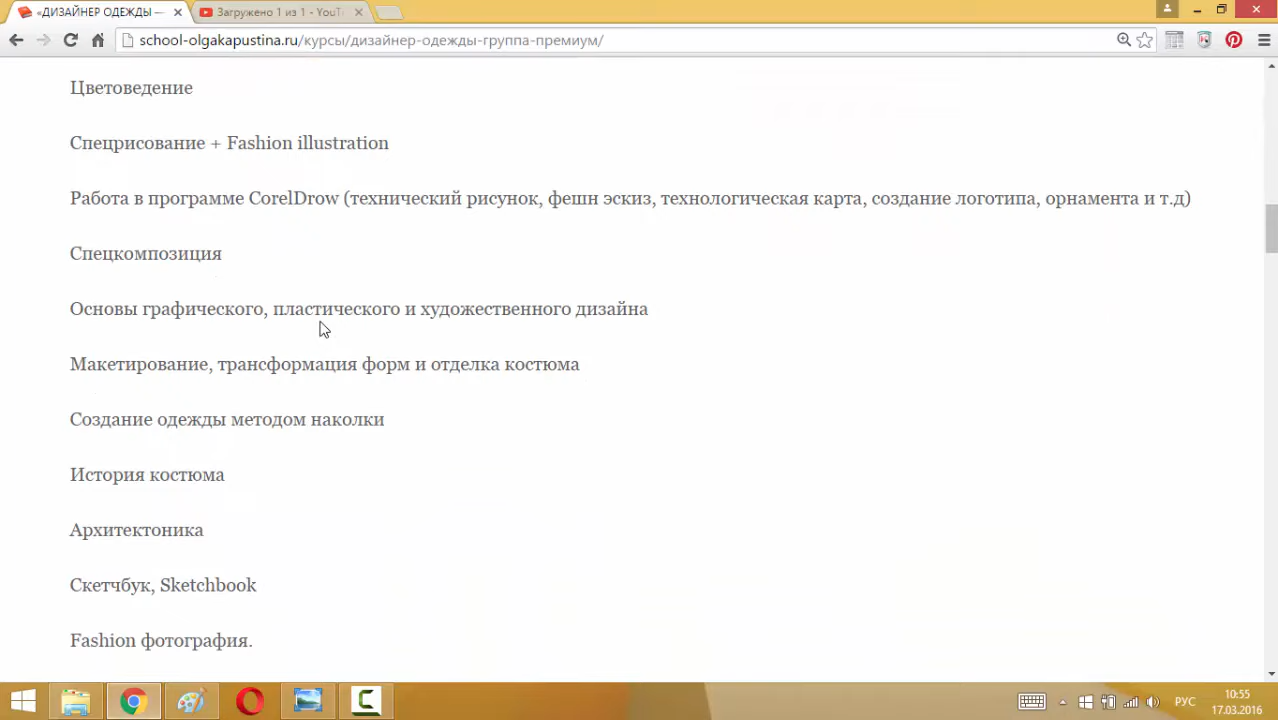 «ДИЗАЙНЕР ОДЕЖДЫ —
Загружено 1 из 1 - YouT
school-olgakapustina.ru/курсы/дизайнер-одежды-группа-премиум/
Цветоведение
Спецрисование + Fashion illustration
Работа в программе CorelDrow (технический рисунок, фешн эскиз, технологическая карта, создание логотипа, орнамента и т.д)
Спецкомпозиция
Основы графического, пластического и художественного дизайна
Макетирование, трансформация форм и отделка костюма
Создание одежды методом наколки
История костюма
Архитектоника
Скетчбук, Sketchbook
Fashion фотография.
РУС
10:55
17.03.2016